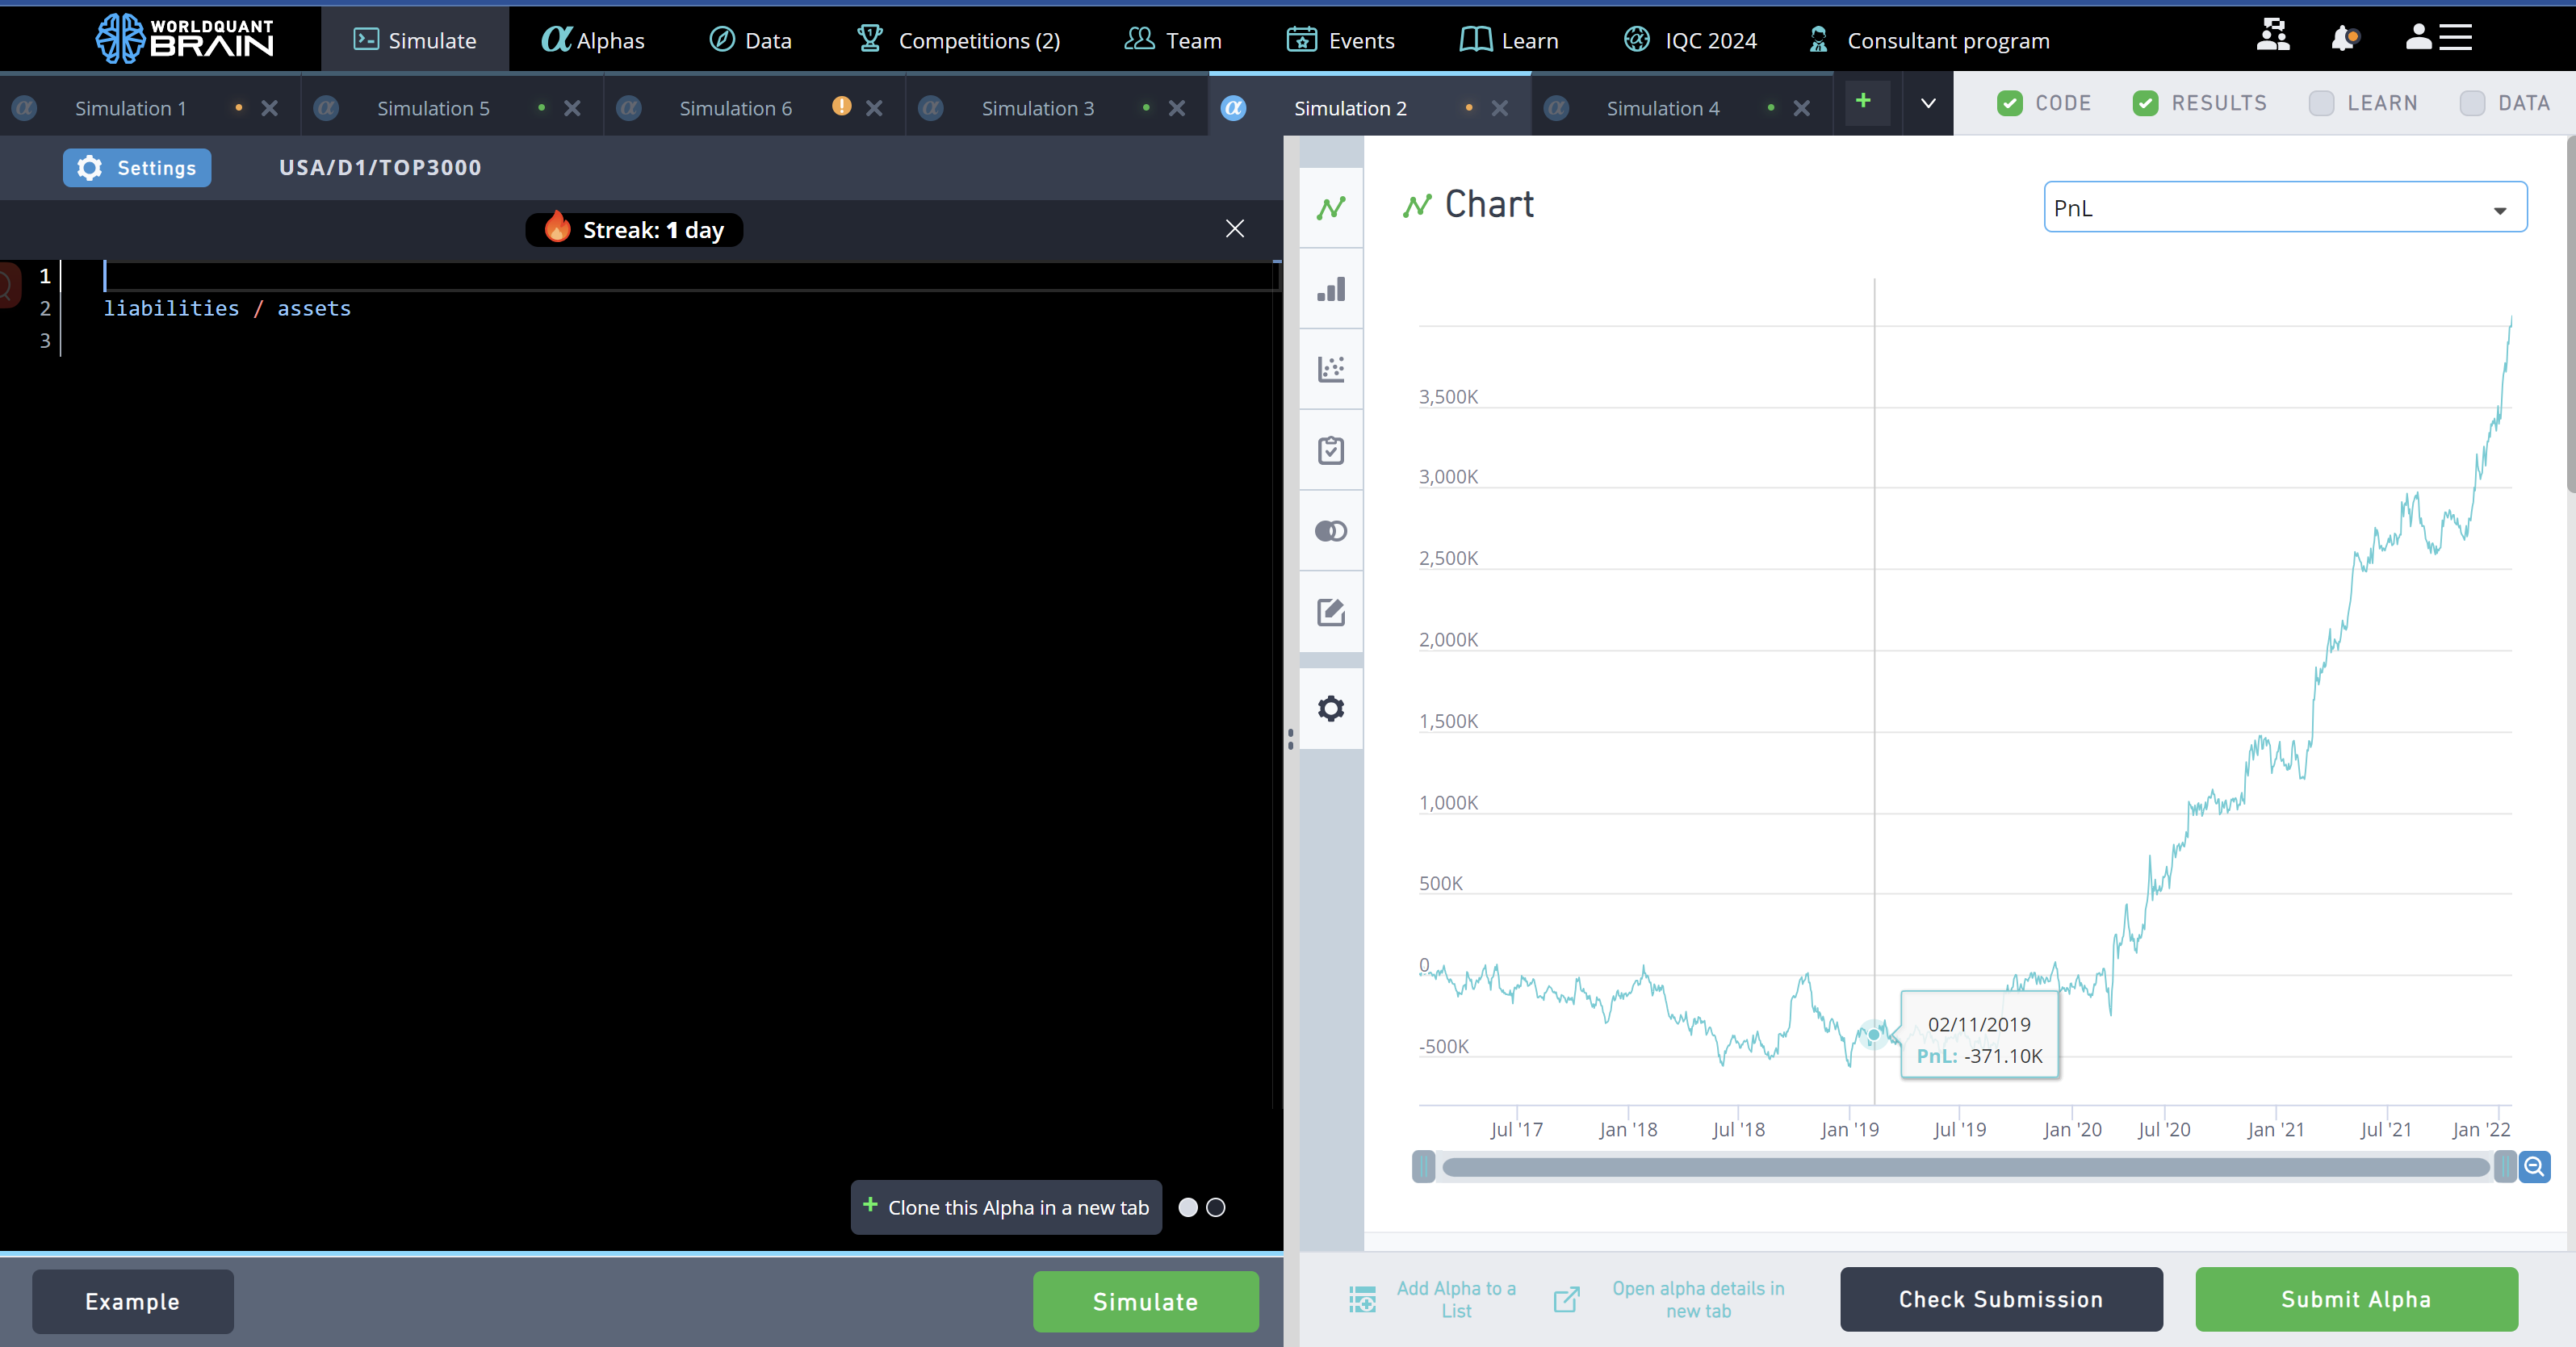 WORLDQUANT
BRAIN
Simulate
Alphas
Data
Competitions (2)
Team
Events
Learn
IQC 2024
Consultant program
Simulation 1
Simulation 5
Simulation 6
Simulation 3
Simulation 2
Simulation 4
CODE
RESULTS
LEARN
DATA
Settings
USA/D1/TOP3000
Streak: 1 day
1
2 liabilities / assets
3
Clone this Alpha in a new tab
Example
Simulate
Chart
PnL
3,500K
3,000K
2,500K
2,000K
1,500K
1,000K
500K
0
-500K
02/11/2019
PnL: -371.10K
Jul '17 Jan '18 Jul '18 Jan '19 Jul '19 Jan '20 Jul '20 Jan '21 Jul '21 Jan '22
Add Alpha to a
List
Open alpha details in
new tab
Check Submission
Submit Alpha